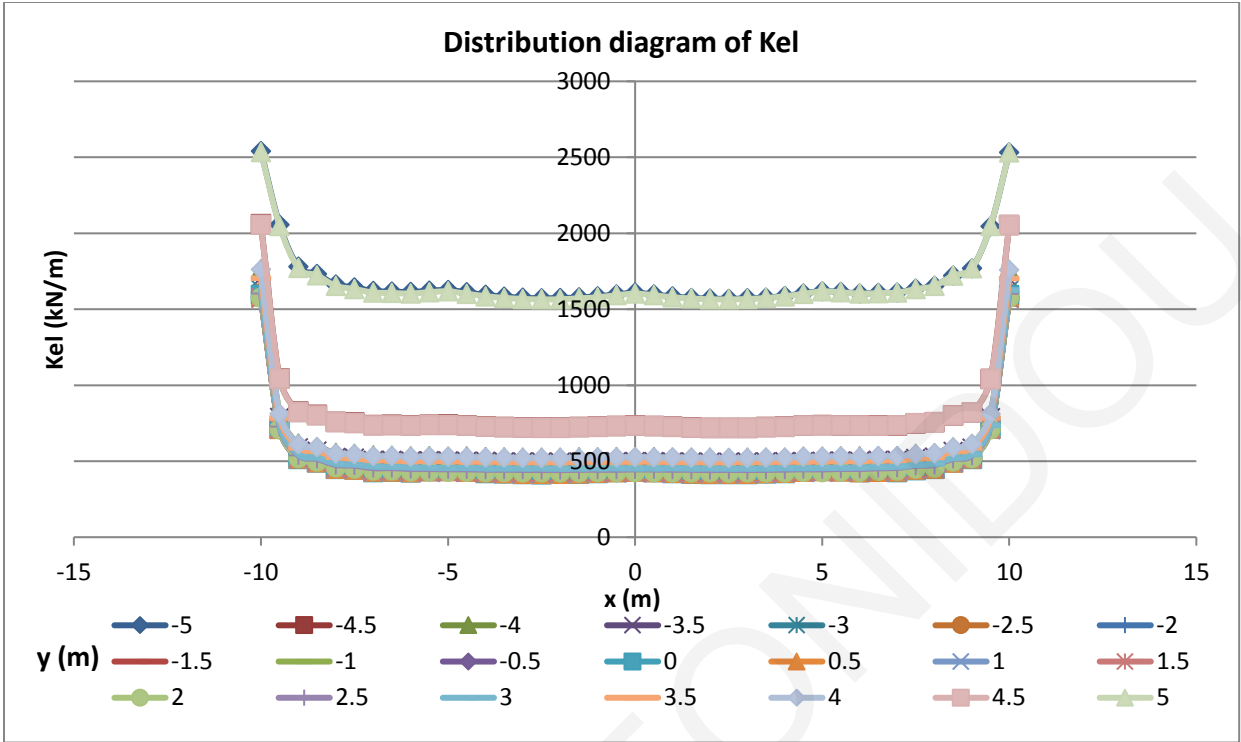 Distribution diagram of Kel
3000
2500
2000
1500
1000
500
0
Kel (kN/m)
-15 -10 -5 0 5 10 15
x (m)
-5 -4.5 -4 -3.5 -3 -2.5 -2
y (m) -1.5 -1 -0.5 0 0.5 1 1.5
2 2.5 3 3.5 4 4.5 5